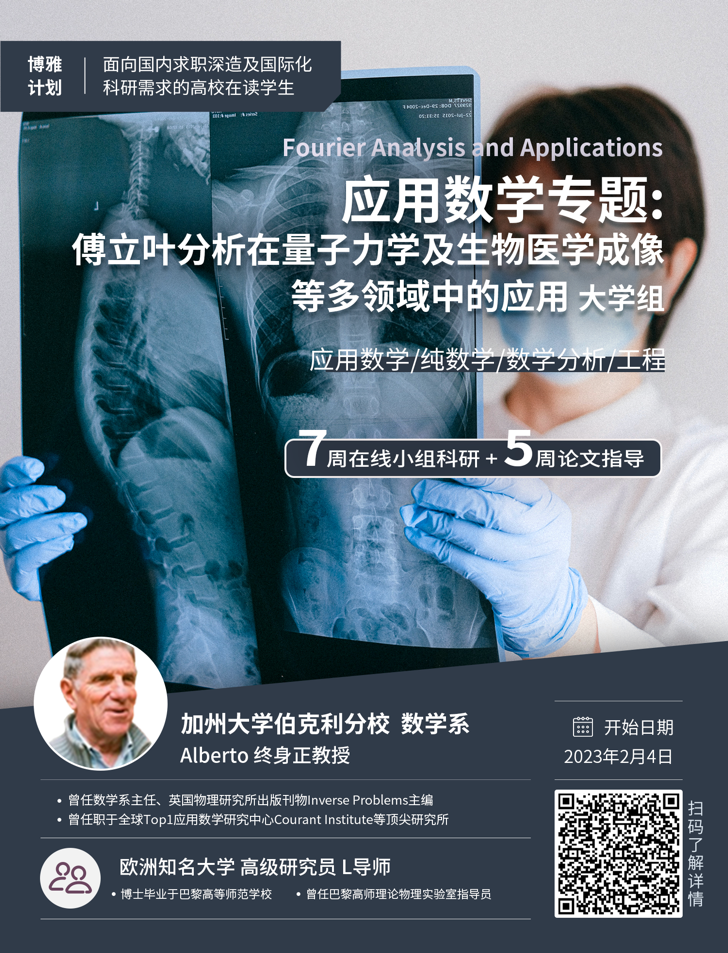 博雅
计划
面向国内求职深造及国际化
科研需求的高校在读学生
Fourier Analysis and Applications
应用数学专题:
傅立叶分析在量子力学及生物医学成像
等多领域中的应用 大学组
应用数学/纯数学/数学分析/工程
7周在线小组科研 + 5周论文指导
加州大学伯克利分校 数学系
Alberto 终身正教授
• 曾任数学系主任、英国物理研究所出版刊物Inverse Problems主编
• 曾任职于全球Top1应用数学研究中心Courant Institute等顶尖研究所
欧洲知名大学 高级研究员 L导师
• 博士毕业于巴黎高等师范学校 • 曾任巴黎高师理论物理实验室指导员
开始日期
2023年2月4日
扫码了解详情